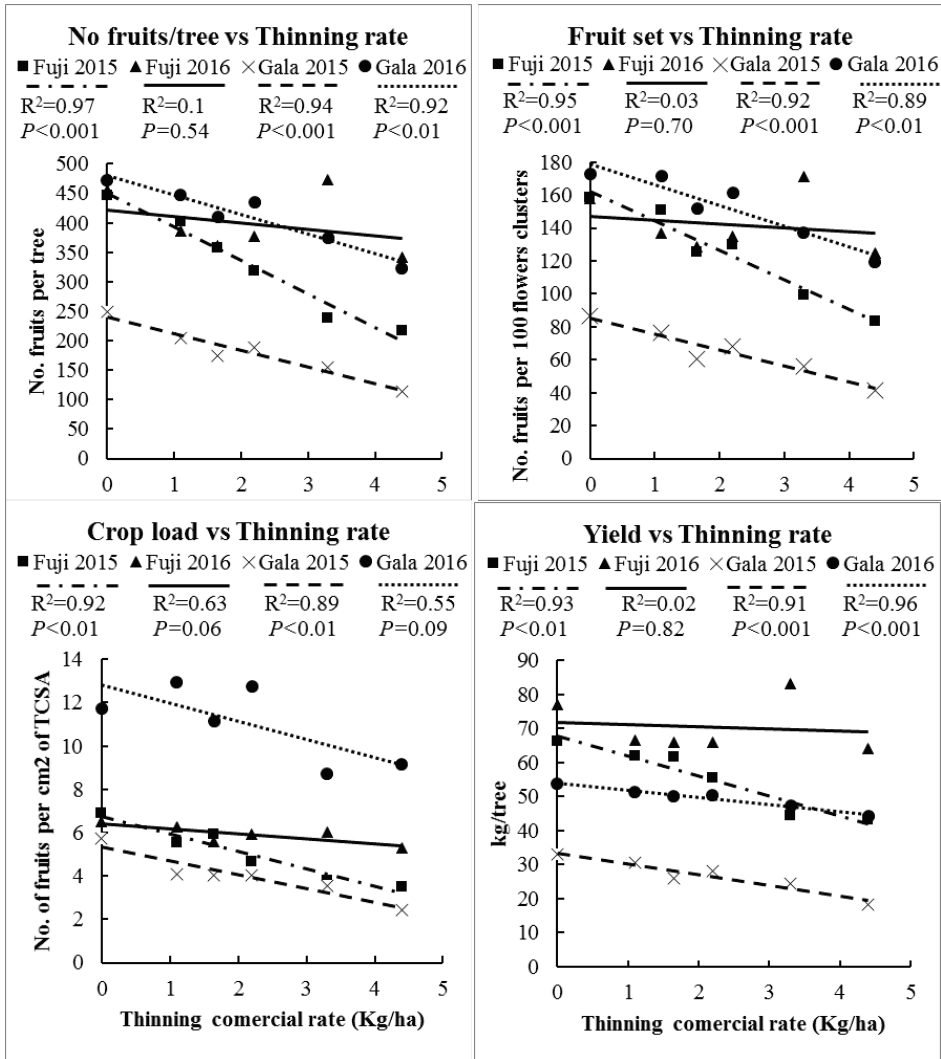 No fruits/tree vs Thinning rate
■ Fuji 2015 ▲ Fuji 2016 × Gala 2015 ● Gala 2016
R²=0.97 R²=0.1 R²=0.94 R²=0.92
P<0.001 P=0.54 P<0.001 P<0.01
No. fruits per tree
500
450
400
350
300
250
200
150
100
50
0
0 1 2 3 4 5
Fruit set vs Thinning rate
■ Fuji 2015 ▲ Fuji 2016 × Gala 2015 ● Gala 2016
R²=0.95 R²=0.03 R²=0.92 R²=0.89
P<0.001 P=0.70 P<0.001 P<0.01
No. fruits per 100 flowers clusters
180
160
140
120
100
80
60
40
20
0
0 1 2 3 4 5
Crop load vs Thinning rate
■ Fuji 2015 ▲ Fuji 2016 × Gala 2015 ● Gala 2016
R²=0.92 R²=0.63 R²=0.89 R²=0.55
P<0.01 P=0.06 P<0.01 P=0.09
No. of fruits per cm2 of TCSA
14
12
10
8
6
4
2
0
0 1 2 3 4 5
Thinning comercial rate (Kg/ha)
Yield vs Thinning rate
■ Fuji 2015 ▲ Fuji 2016 × Gala 2015 ● Gala 2016
R²=0.93 R²=0.02 R²=0.91 R²=0.96
P<0.01 P=0.82 P<0.001 P<0.001
kg/tree
90
80
70
60
50
40
30
20
10
0
0 1 2 3 4 5
Thinning comercial rate (Kg/ha)